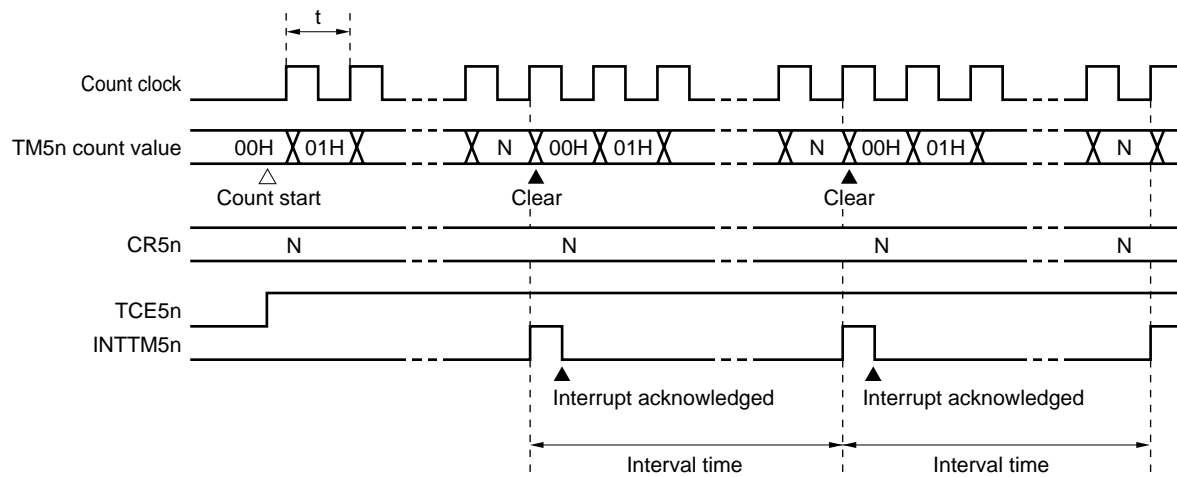 t
Count clock
TM5n count value 00H 01H N 00H 01H N 00H 01H N
Count start Clear Clear
CR5n N N N N
TCE5n
INTTM5n
Interrupt acknowledged Interrupt acknowledged
Interval time Interval time